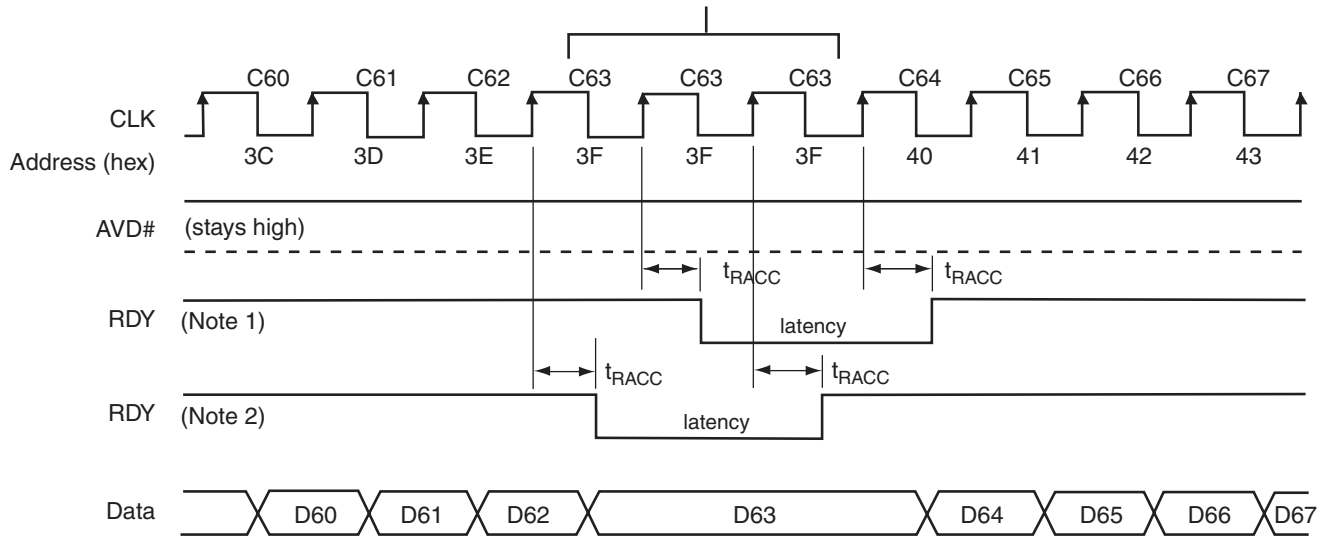 C60 C61 C62 C63 C63 C63 C64 C65 C66 C67
CLK
Address (hex) 3C 3D 3E 3F 3F 3F 40 41 42 43
AVD# (stays high)
tRACC tRACC
RDY (Note 1) latency
tRACC tRACC
RDY (Note 2) latency
Data D60 D61 D62 D63 D64 D65 D66 D67